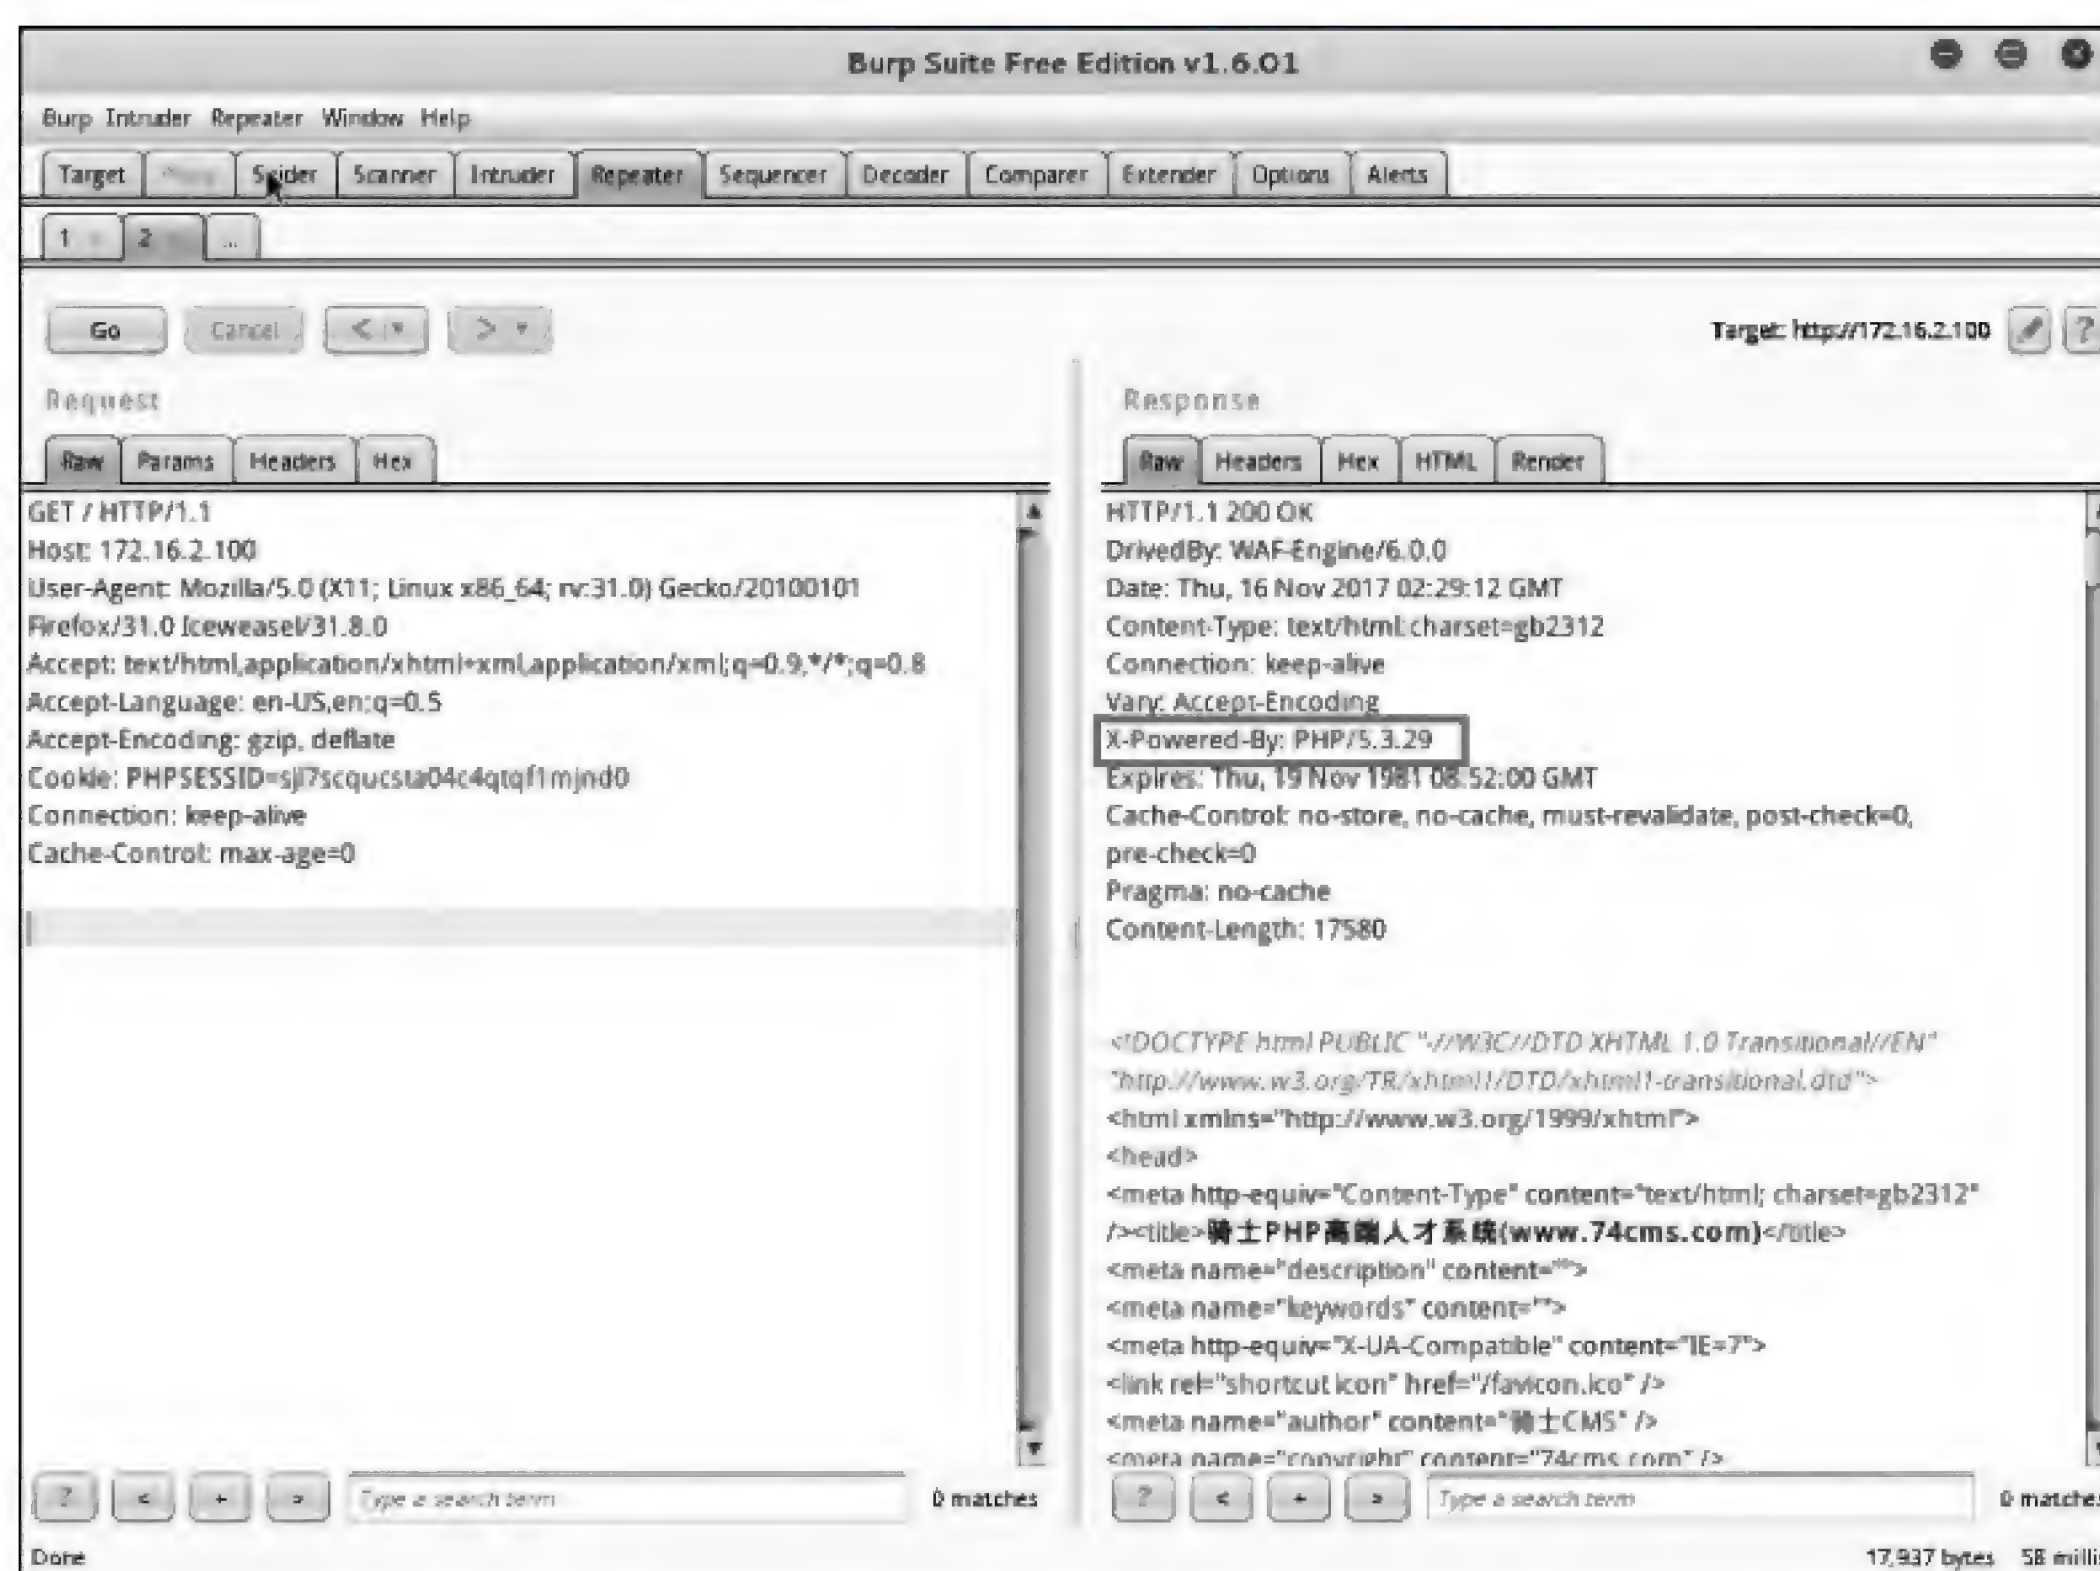 Burp Suite Free Edition v1.6.01
Burp Intruder Repeater Window Help
Target Spider Scanner Intruder Repeater Sequencer Decoder Comparer Extender Options Alerts
1 2 ...
Go Cancel < > Target: http://172.16.2.100 ?
Request
Response
Raw Params Headers Hex
Raw Headers Hex HTML Render
GET / HTTP/1.1
Host: 172.16.2.100
User-Agent: Mozilla/5.0 (X11; Linux x86_64; rv:31.0) Gecko/20100101
Firefox/31.0 Iceweasel/31.8.0
Accept: text/html,application/xhtml+xml,application/xml;q=0.9,*/*;q=0.8
Accept-Language: en-US,en;q=0.5
Accept-Encoding: gzip, deflate
Cookie:
Connection: keep-alive
Cache-Control: max-age=0
HTTP/1.1 200 OK
DrivedBy: WAF-Engine/6.0.0
Date: Thu, 16 Nov 2017 02:29:12 GMT
Content-Type: text/html;charset=gb2312
Connection: keep-alive
Vary: Accept-Encoding
X-Powered-By: PHP/5.3.29
Expires: Thu, 19 Nov 1981 08:52:00 GMT
Cache-Control: no-store, no-cache, must-revalidate, post-check=0,
pre-check=0
Pragma: no-cache
Content-Length: 17580
<!DOCTYPE html PUBLIC "-//W3C//DTD XHTML 1.0 Transitional//EN"
"http://www.w3.org/TR/xhtml1/DTD/xhtml1-transitional.dtd">
<html xmlns="http://www.w3.org/1999/xhtml">
<head>
<meta http-equiv="Content-Type" content="text/html; charset=gb2312"
/><title>骑士PHP高端人才系统(www.74cms.com)</title>
<meta name="description" content="">
<meta name="keywords" content="">
<meta http-equiv="X-UA-Compatible" content="IE=7">
<link rel="shortcut icon" href="/favicon.ico" />
<meta name="author" content="骑士CMS" />
<meta name="copyright" content="74cms.com" />
? < + > Type a search term 0 matches
? < + > Type a search term 0 matches
Done
17,937 bytes 58 milli